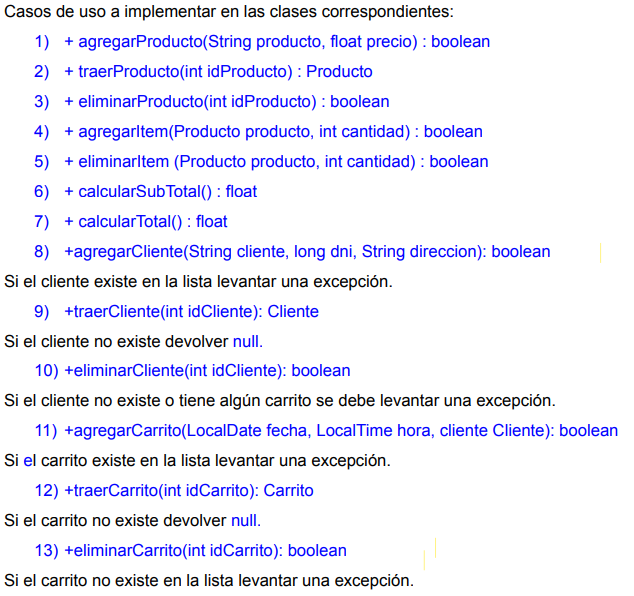 Casos de uso a implementar en las clases correspondientes:
1) + agregarProducto(String producto, float precio) : boolean
2) + traerProducto(int idProducto) : Producto
3) + eliminarProducto(int idProducto) : boolean
4) + agregarItem(Producto producto, int cantidad) : boolean
5) + eliminarItem (Producto producto, int cantidad) : boolean
6) + calcularSubTotal() : float
7) + calcularTotal() : float
8) +agregarCliente(String cliente, long dni, String direccion): boolean
Si el cliente existe en la lista levantar una excepción.
9) +traerCliente(int idCliente): Cliente
Si el cliente no existe devolver null.
10) +eliminarCliente(int idCliente): boolean
Si el cliente no existe o tiene algún carrito se debe levantar una excepción.
11) +agregarCarrito(LocalDate fecha, LocalTime hora, cliente Cliente): boolean
Si el carrito existe en la lista levantar una excepción.
12) +traerCarrito(int idCarrito): Carrito
Si el carrito no existe devolver null.
13) +eliminarCarrito(int idCarrito): boolean
Si el carrito no existe en la lista levantar una excepción.